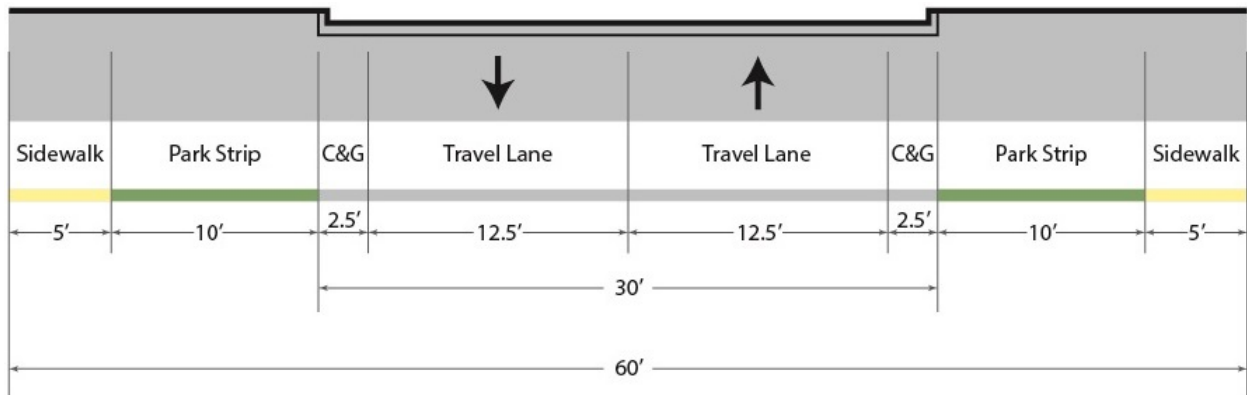 Sidewalk Park Strip C&G Travel Lane Travel Lane C&G Park Strip Sidewalk
5′ 10′ 2.5′ 12.5′ 12.5′ 2.5′ 10′ 5′
30′
60′